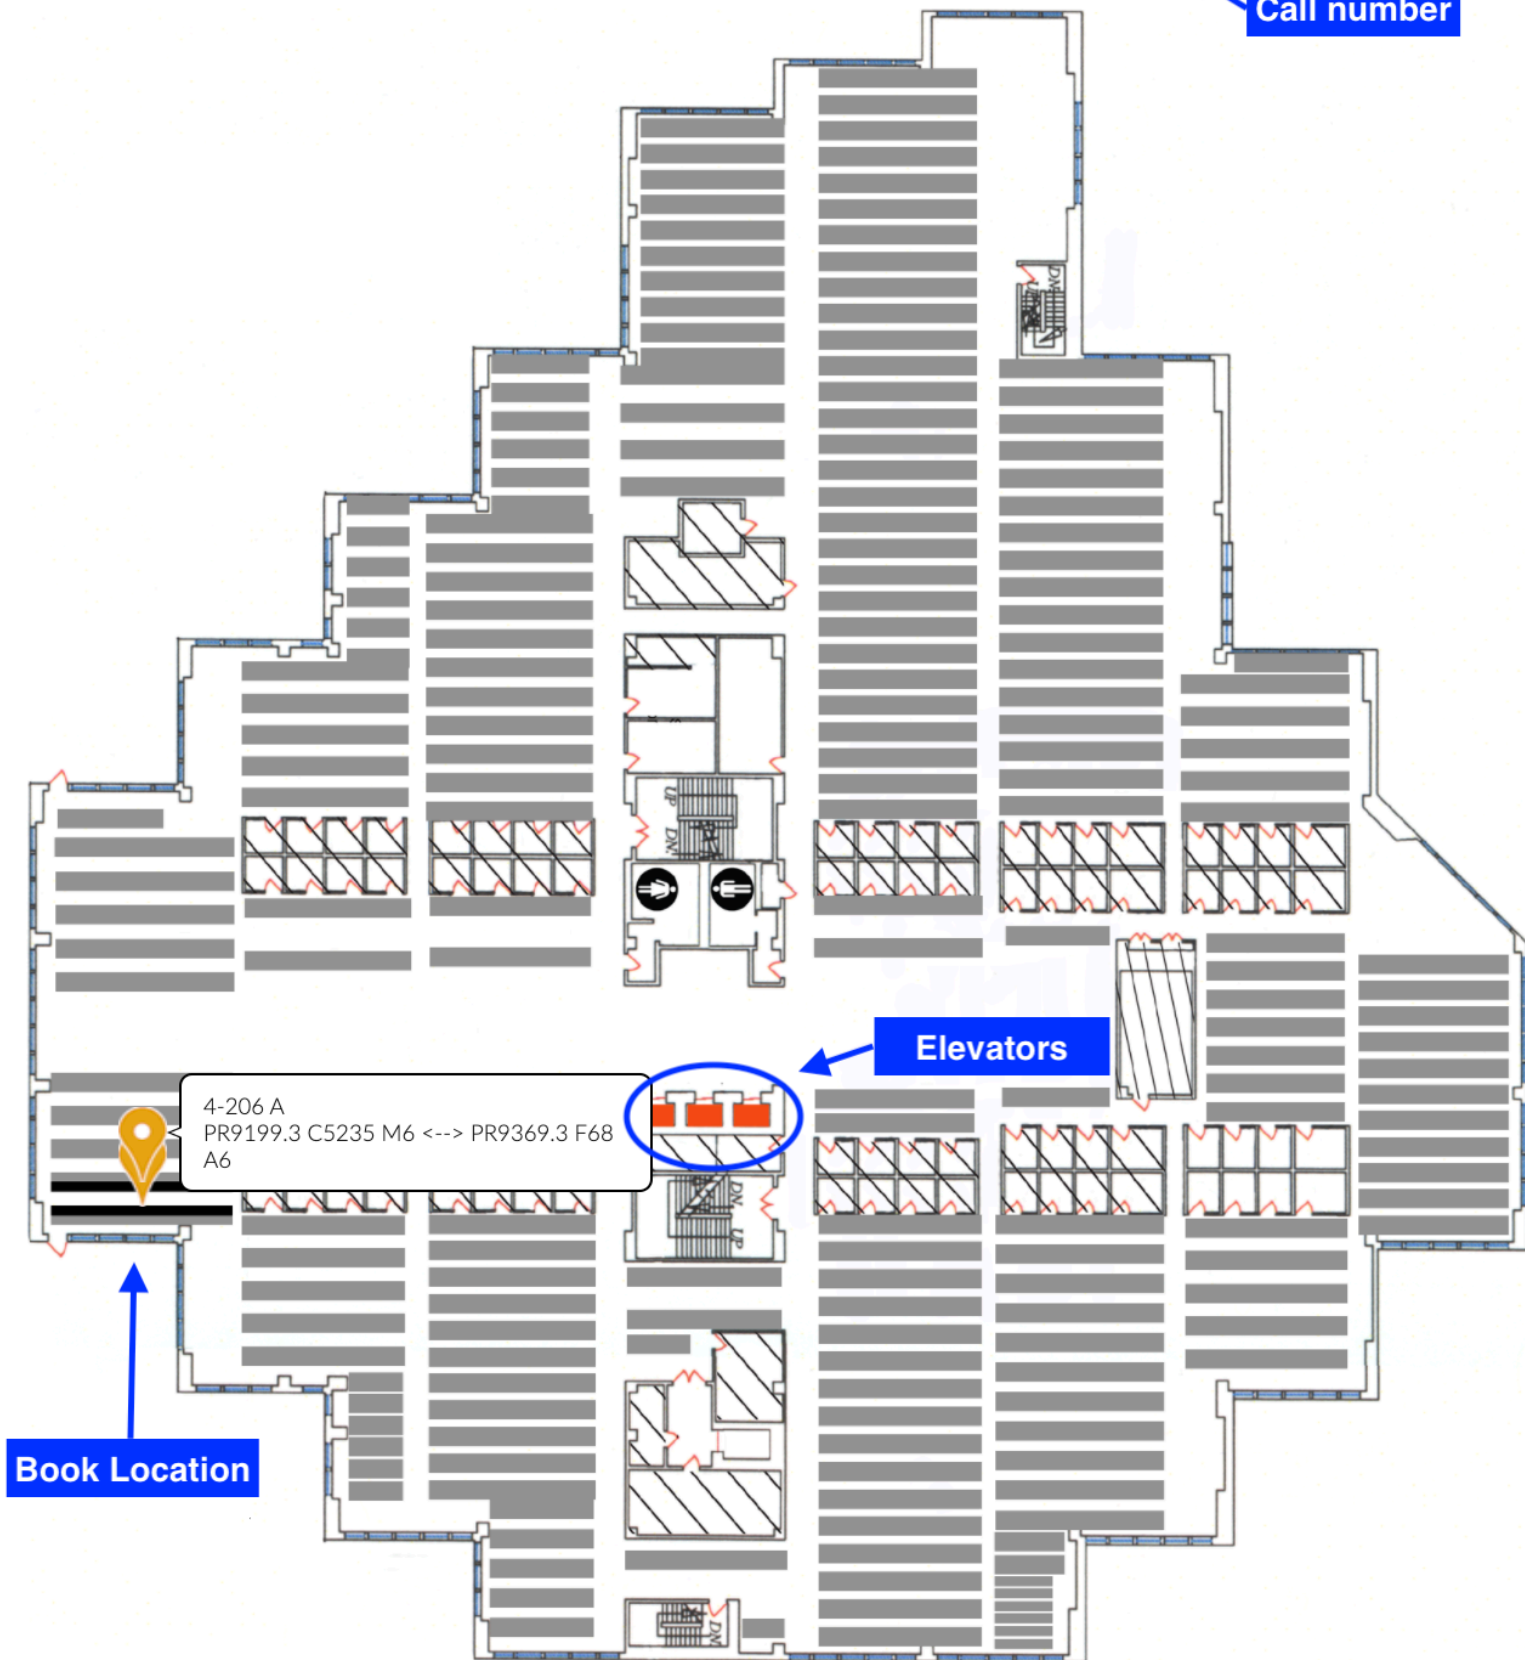 Call number
DN
U
UP
DN
Elevators
4-206 A
PR9199.3 C5235 M6 <--> PR9369.3 F68
A6
DN
UP
Book Location
DN